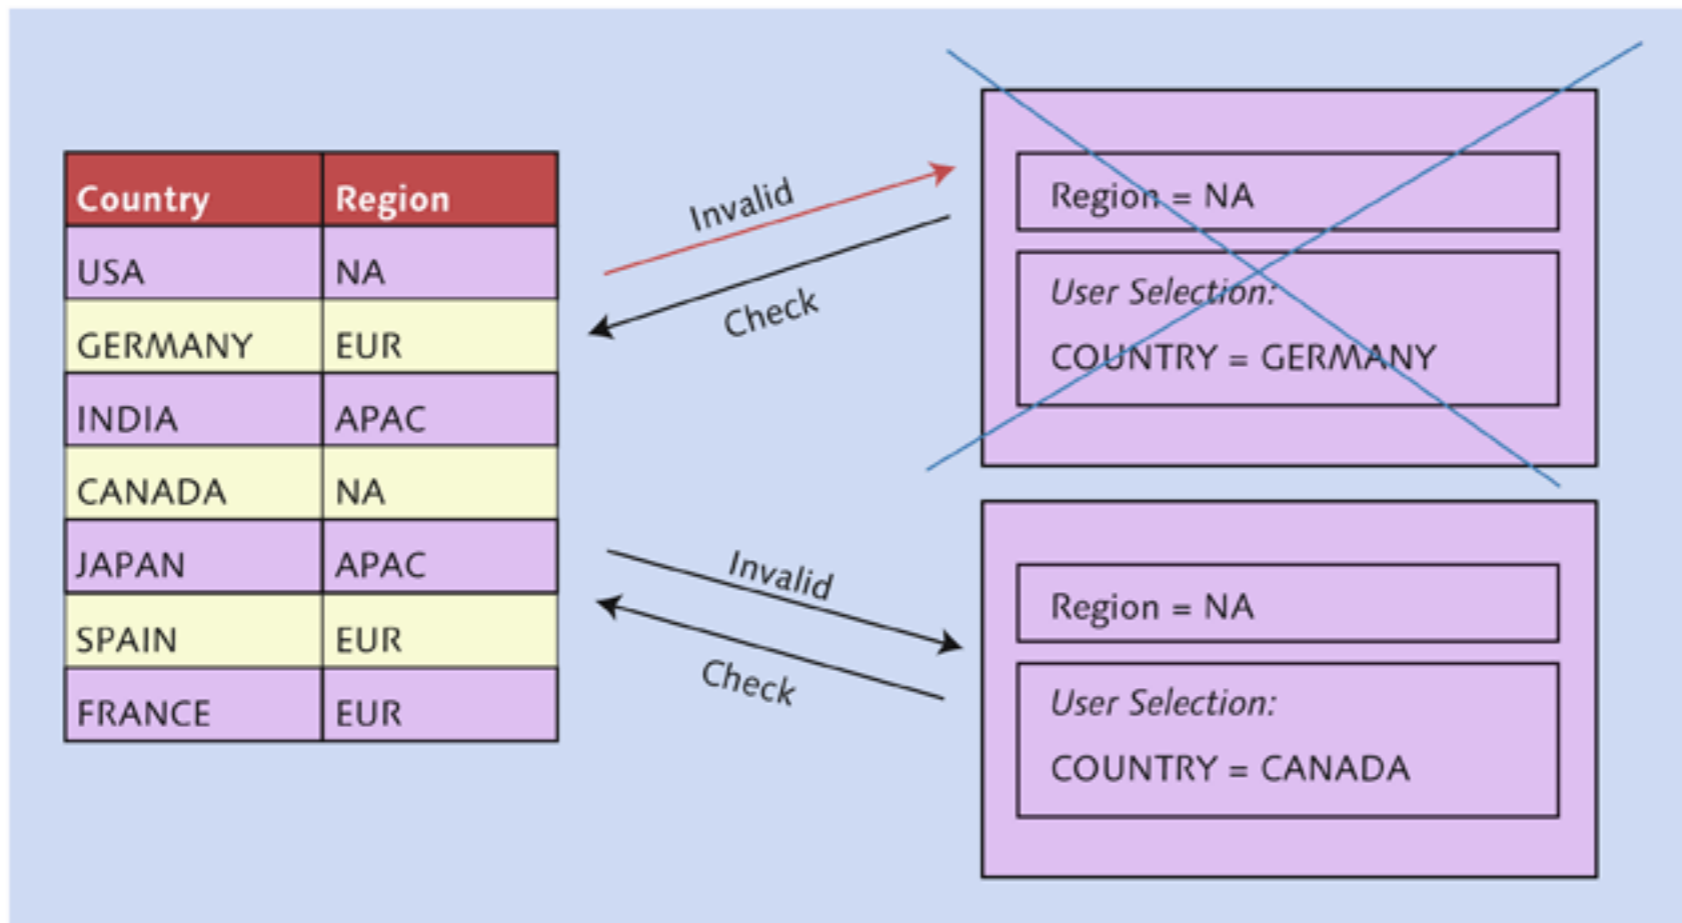 Country Region
USA NA
GERMANY EUR
INDIA APAC
CANADA NA
JAPAN APAC
SPAIN EUR
FRANCE EUR
Invalid
Check
Region = NA
User Selection:
COUNTRY = GERMANY
Invalid
Check
Region = NA
User Selection:
COUNTRY = CANADA